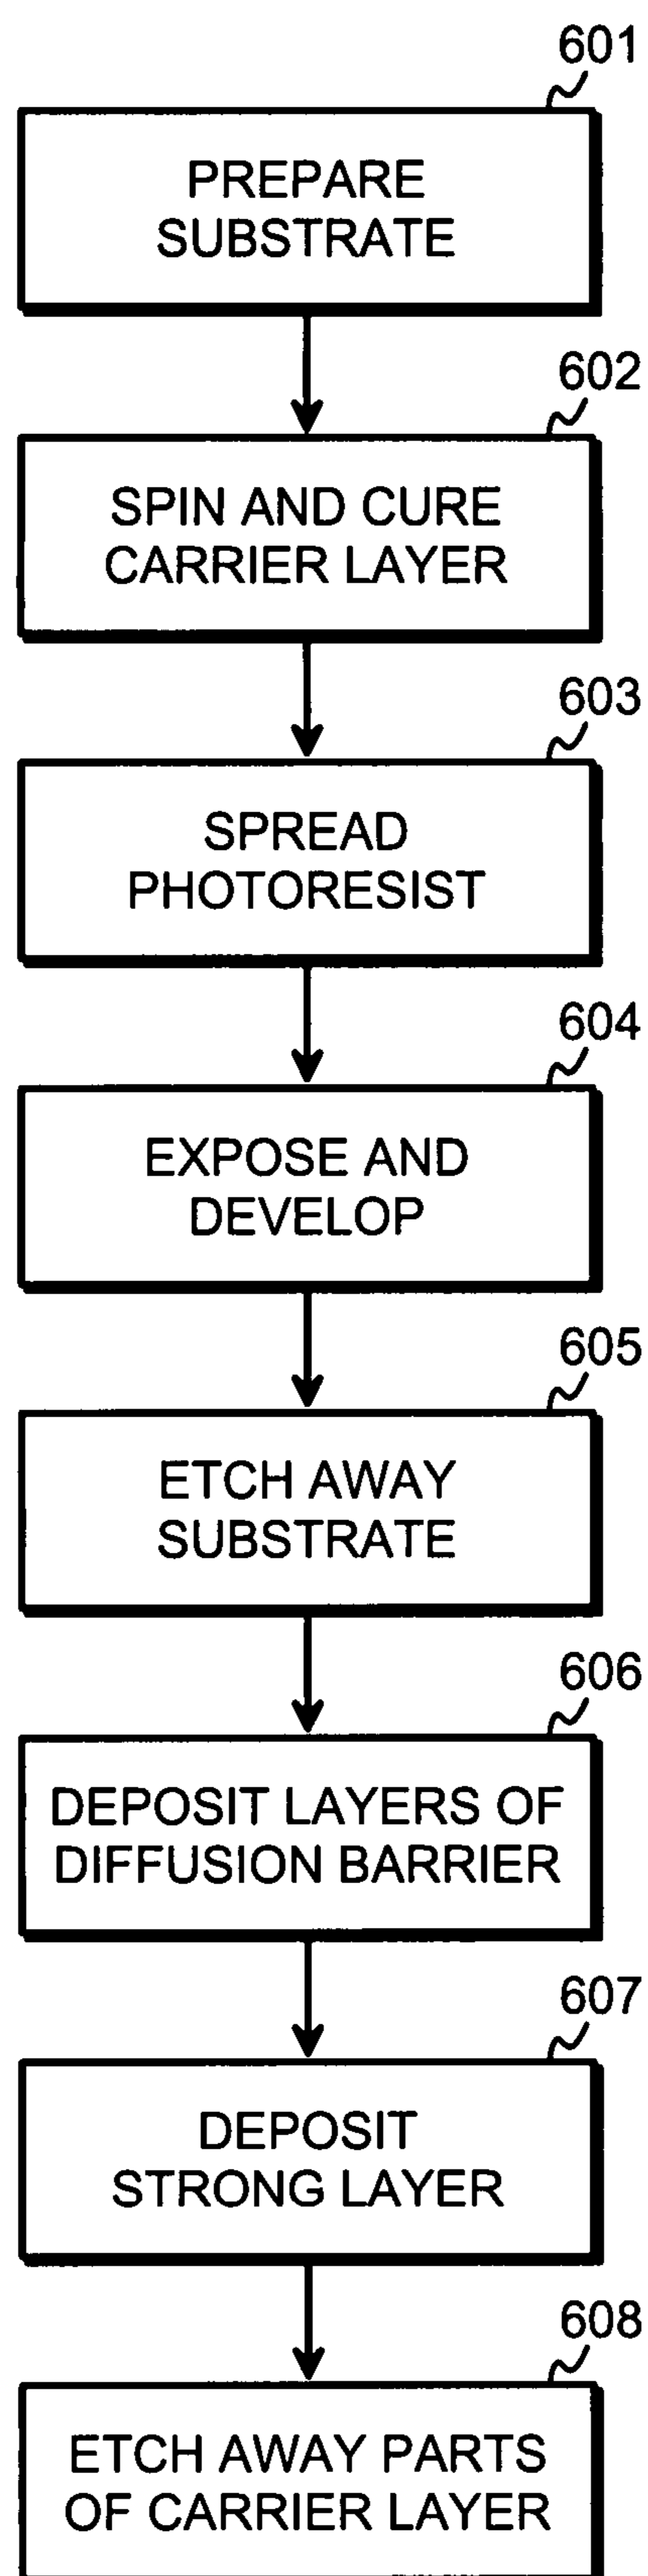 601
PREPARE
SUBSTRATE
602
SPIN AND CURE
CARRIER LAYER
603
SPREAD
PHOTORESIST
604
EXPOSE AND
DEVELOP
605
ETCH AWAY
SUBSTRATE
606
DEPOSIT LAYERS OF
DIFFUSION BARRIER
607
DEPOSIT
STRONG LAYER
608
ETCH AWAY PARTS
OF CARRIER LAYER